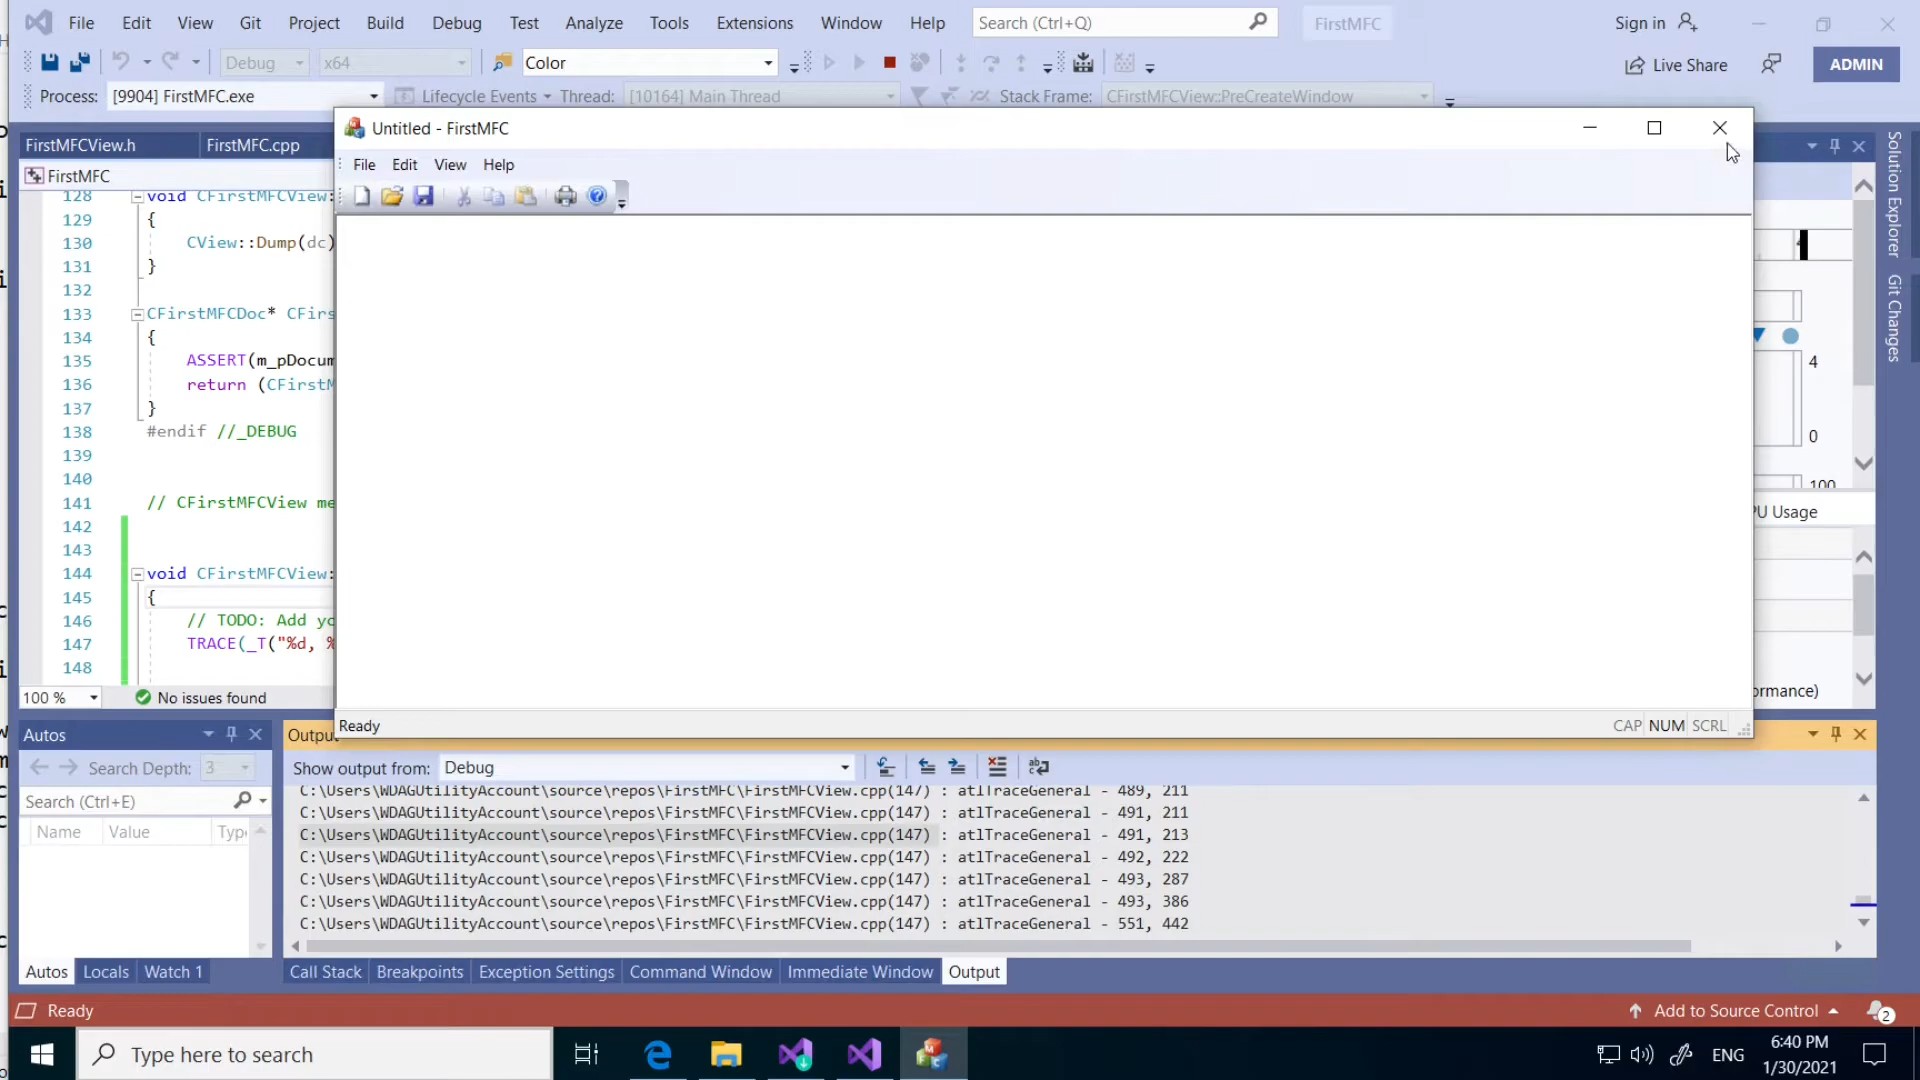 File Edit View Git Project Build Debug Test Analyze Tools Extensions Window Help Search (Ctrl+Q) FirstMFC Sign in
Debug x64 Color Live Share ADMIN
Process: [9904] FirstMFC.exe Lifecycle Events Thread: [10164] Main Thread Stack Frame: CFirstMFCView::PreCreateWindow
FirstMFCView.h FirstMFC.cpp
FirstMFC
Untitled - FirstMFC
File Edit View Help
128 void CFirstMFCView:
129 {
130 CView::Dump(dc)
131 }
132
133 CFirstMFCDoc* CFirs
134 {
135 ASSERT(m_pDocum
136 return (CFirstM
137 }
138 #endif //_DEBUG
139
140
141 // CFirstMFCView me
142
143
144 void CFirstMFCView:
145 {
146 // TODO: Add yo
147 TRACE(_T("%d, %
148
100 % No issues found
Ready CAP NUM SCRL
Solution Explorer
Git Changes
4
0
100
PU Usage
ormance)
Autos
Search Depth: 3
Search (Ctrl+E)
Name Value Typ
Autos Locals Watch 1
Output
Show output from: Debug
C:\Users\WDAGUtilityAccount\source\repos\FirstMFC\FirstMFCView.cpp(147) : atlTraceGeneral - 489, 211
C:\Users\WDAGUtilityAccount\source\repos\FirstMFC\FirstMFCView.cpp(147) : atlTraceGeneral - 491, 211
C:\Users\WDAGUtilityAccount\source\repos\FirstMFC\FirstMFCView.cpp(147) : atlTraceGeneral - 491, 213
C:\Users\WDAGUtilityAccount\source\repos\FirstMFC\FirstMFCView.cpp(147) : atlTraceGeneral - 492, 222
C:\Users\WDAGUtilityAccount\source\repos\FirstMFC\FirstMFCView.cpp(147) : atlTraceGeneral - 493, 287
C:\Users\WDAGUtilityAccount\source\repos\FirstMFC\FirstMFCView.cpp(147) : atlTraceGeneral - 493, 386
C:\Users\WDAGUtilityAccount\source\repos\FirstMFC\FirstMFCView.cpp(147) : atlTraceGeneral - 551, 442
Call Stack Breakpoints Exception Settings Command Window Immediate Window Output
Ready Add to Source Control 2
Type here to search ENG 6:40 PM
1/30/2021